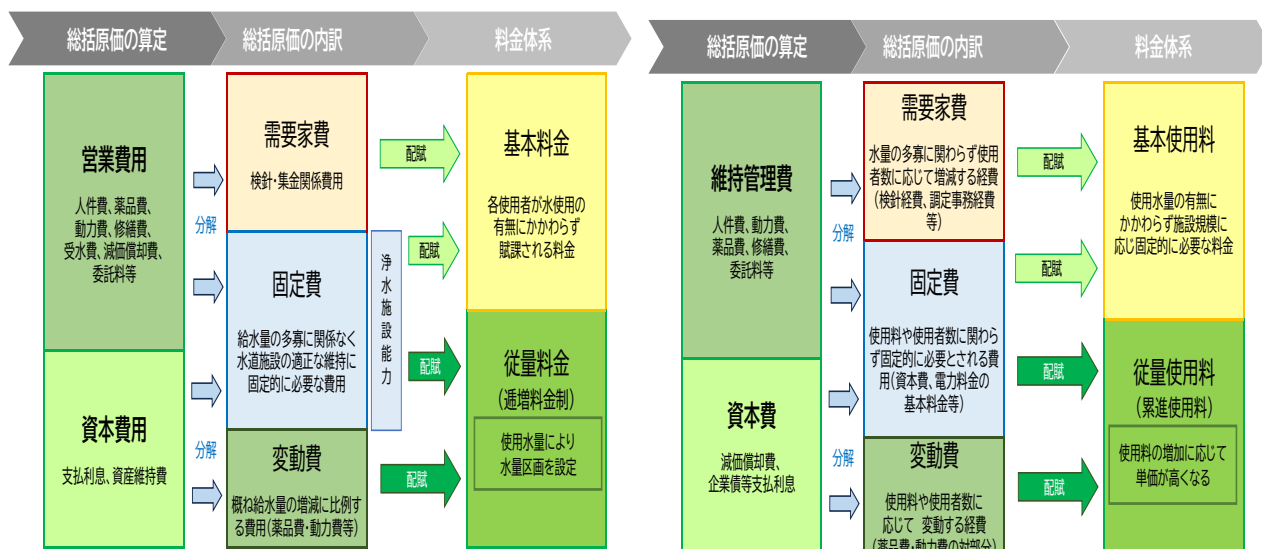 総括原価の算定
総括原価の内訳
料金体系
営業費用
人件費、薬品費、
動力費、修繕費、
受水費、減価償却費、
委託料等
資本費用
支払利息、資産維持費
分解
分解
需要家費
検針・集金関係費用
固定費
給水量の多寡に関係なく
水道施設の適正な維持に
固定的に必要な費用
変動費
概ね給水量の増減に比例す
る費用(薬品費・動力費等)
浄水施設能力
配賦
配賦
配賦
配賦
基本料金
各使用者が水使用の
有無にかかわらず
賦課される料金
従量料金
(逓増料金制)
使用水量により
水量区画を設定
総括原価の算定
総括原価の内訳
料金体系
維持管理費
人件費、動力費、
薬品費、修繕費、
委託料等
資本費
減価償却費、
企業債等支払利息
分解
分解
需要家費
水量の多寡に関わらず使用
者数に応じて増減する経費
(検針経費、調定事務経費
等)
固定費
使用料や使用者数に関わら
ず固定的に必要とされる費
用(資本費、電力料金の
基本料金等)
変動費
使用料や使用者数に
応じて 変動する経費
(薬品費・動力費の対部分)
配賦
配賦
配賦
配賦
基本使用料
使用水量の有無に
かかわらず施設規模に
応じ固定的に必要な料金
従量使用料
(累進使用料)
使用料の増加に応じて
単価が高くなる